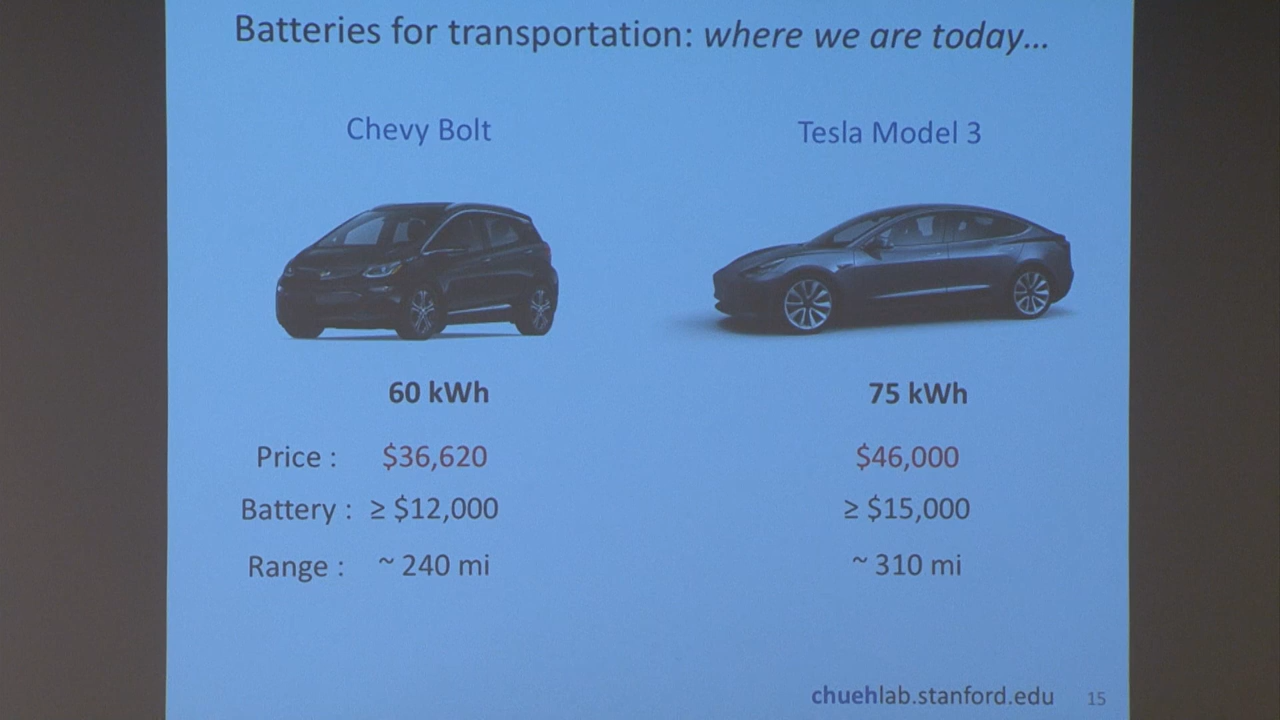 Batteries for transportation: where we are today...
Chevy Bolt
Tesla Model 3
60 kWh
75 kWh
Price : $36,620 $46,000
Battery : ≥ $12,000 ≥ $15,000
Range : ~ 240 mi ~ 310 mi
chuehlab.stanford.edu 15